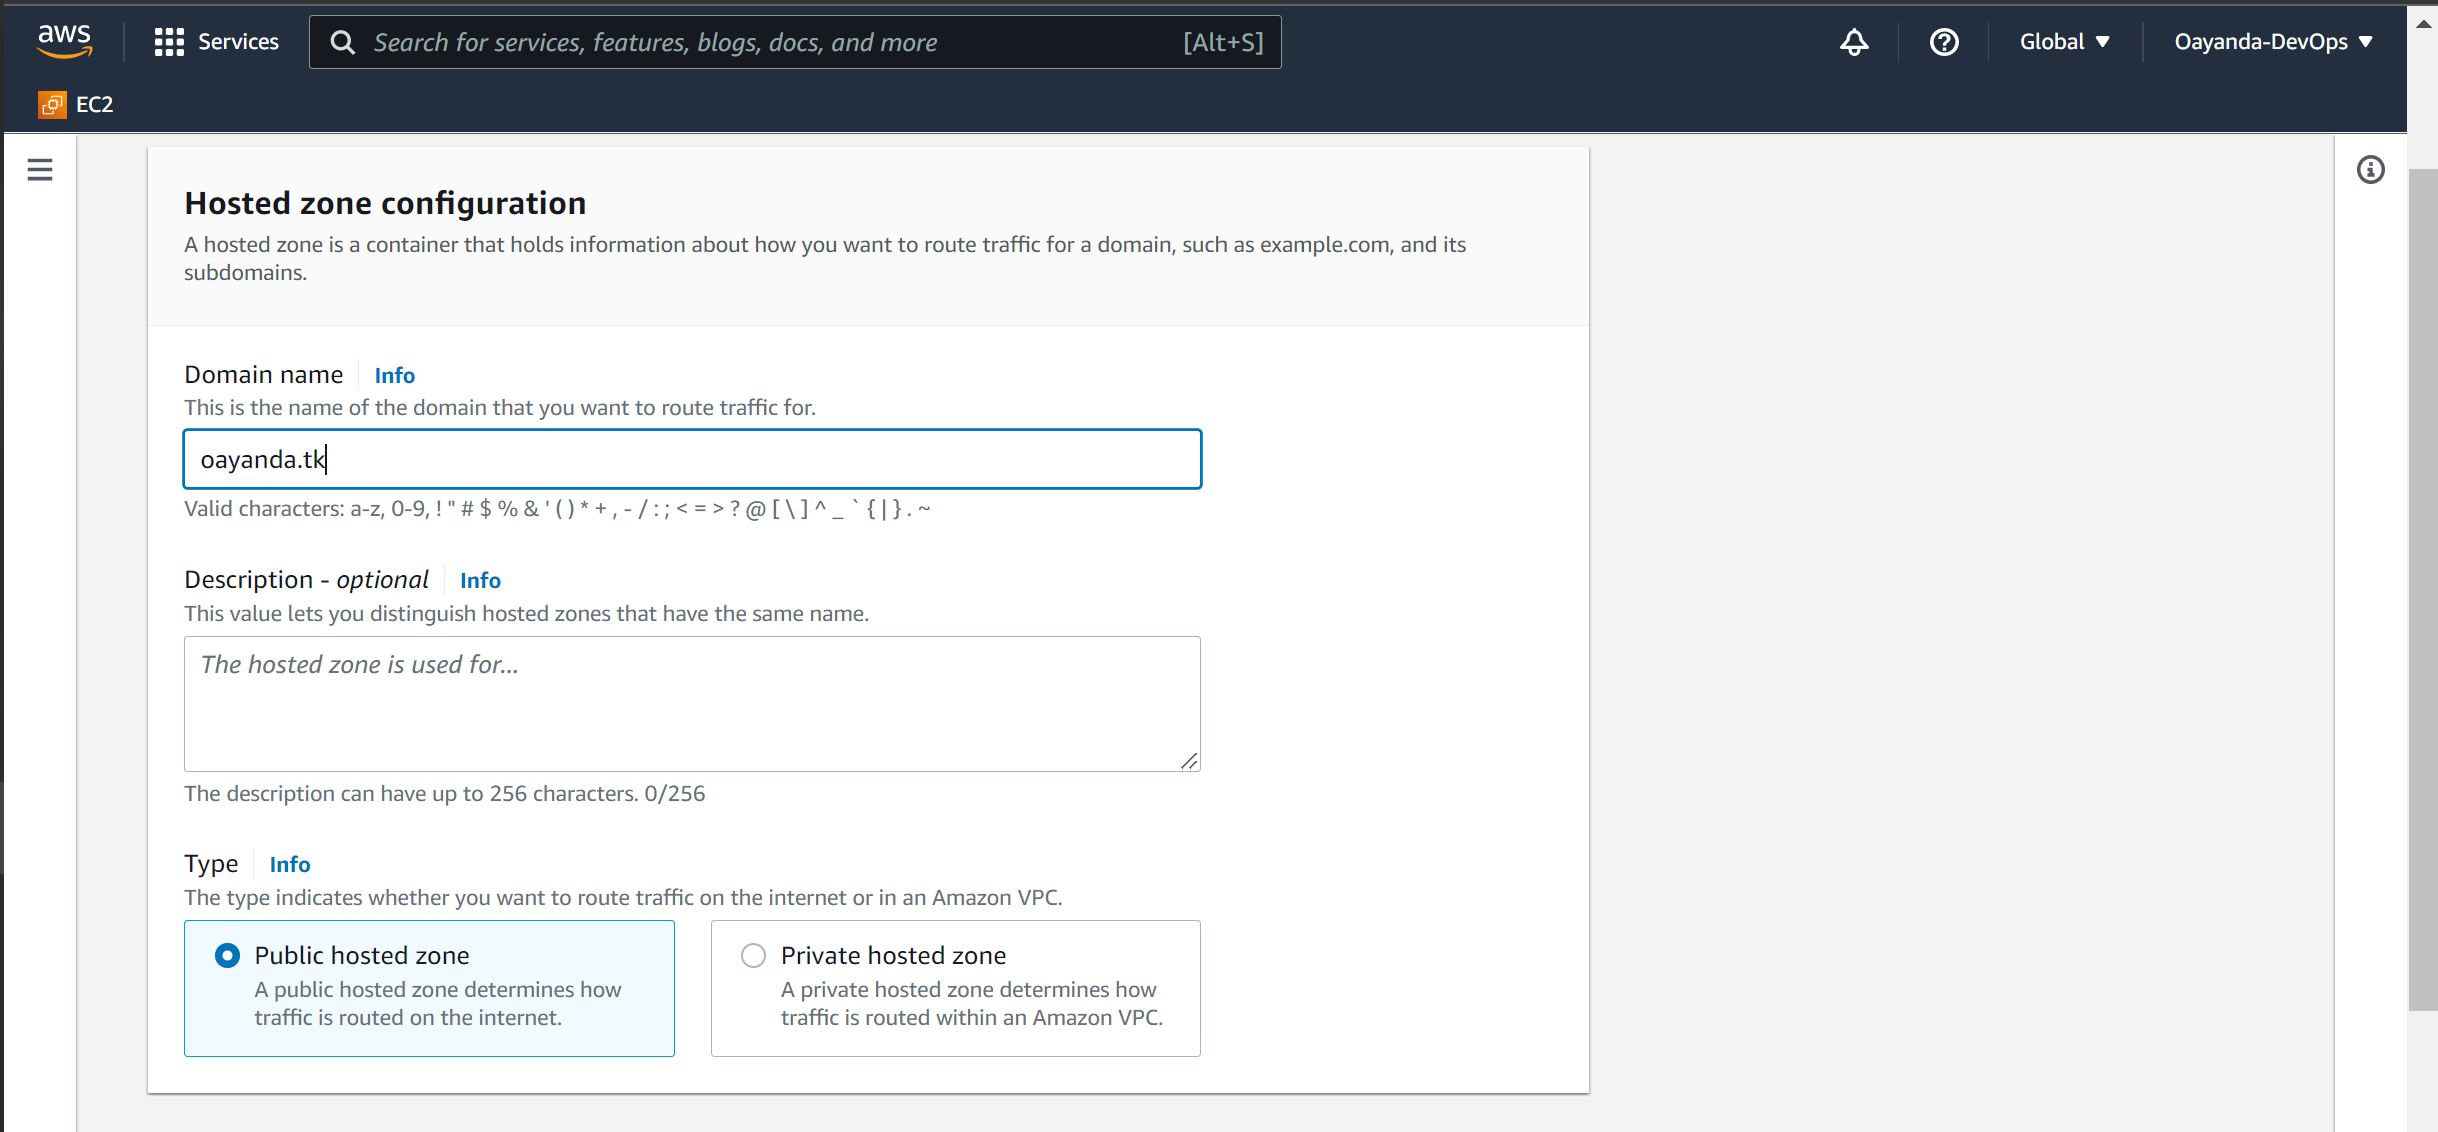 aws
Services
Search for services, features, blogs, docs, and more
[Alt+S]
Global
Oayanda-DevOps
EC2
Hosted zone configuration
A hosted zone is a container that holds information about how you want to route traffic for a domain, such as example.com, and its
subdomains.
Domain name
Info
This is the name of the domain that you want to route traffic for.
oayanda.tk
Valid characters: a-z, 0-9, ! " # $ % & ' ( ) * + , - / : ; < = > ? @ [ \ ] ^ _ ` { | } . ~
Description - optional
Info
This value lets you distinguish hosted zones that have the same name.
The hosted zone is used for...
The description can have up to 256 characters. 0/256
Type
Info
The type indicates whether you want to route traffic on the internet or in an Amazon VPC.
Public hosted zone
A public hosted zone determines how
traffic is routed on the internet.
Private hosted zone
A private hosted zone determines how
traffic is routed within an Amazon VPC.